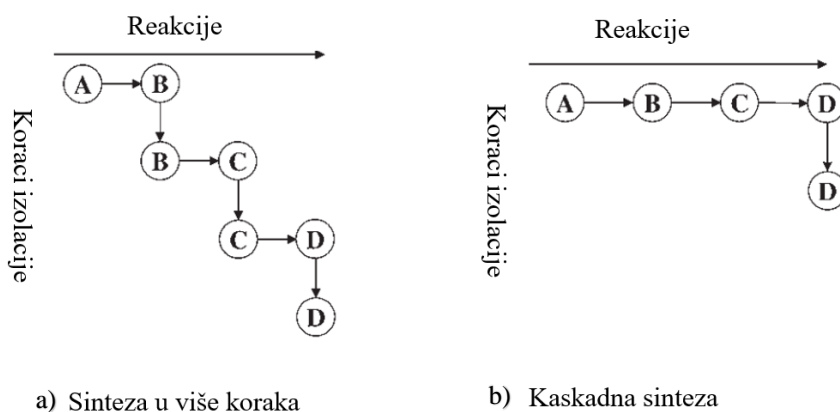 Reakcije
Koraci izolacije
A B
B C
C D
D
a) Sinteza u više koraka
Reakcije
Koraci izolacije
A B C D
D
b) Kaskadna sinteza